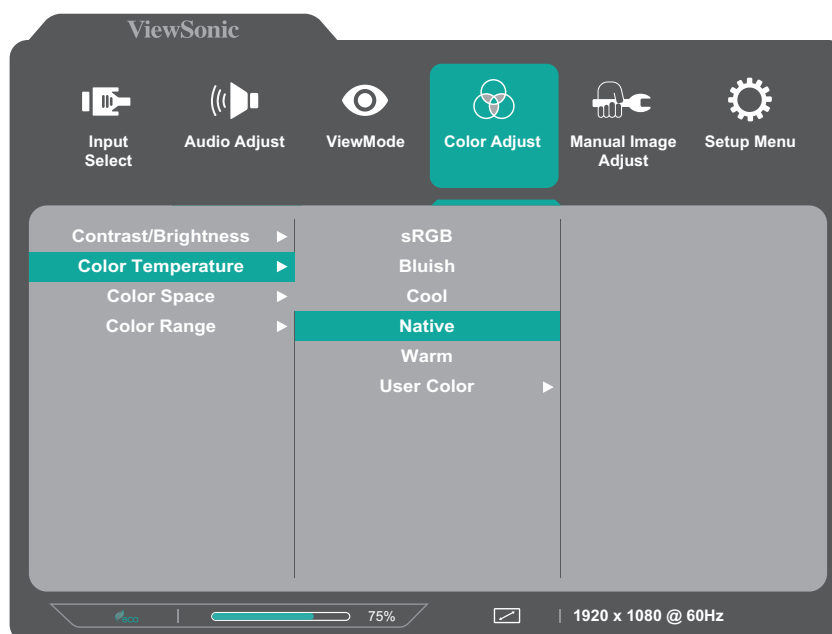 ViewSonic
Input Select
Audio Adjust
ViewMode
Color Adjust
Manual Image Adjust
Setup Menu
Contrast/Brightness
Color Temperature
Color Space
Color Range
sRGB
Bluish
Cool
Native
Warm
User Color
eco
75%
1920 x 1080 @ 60Hz